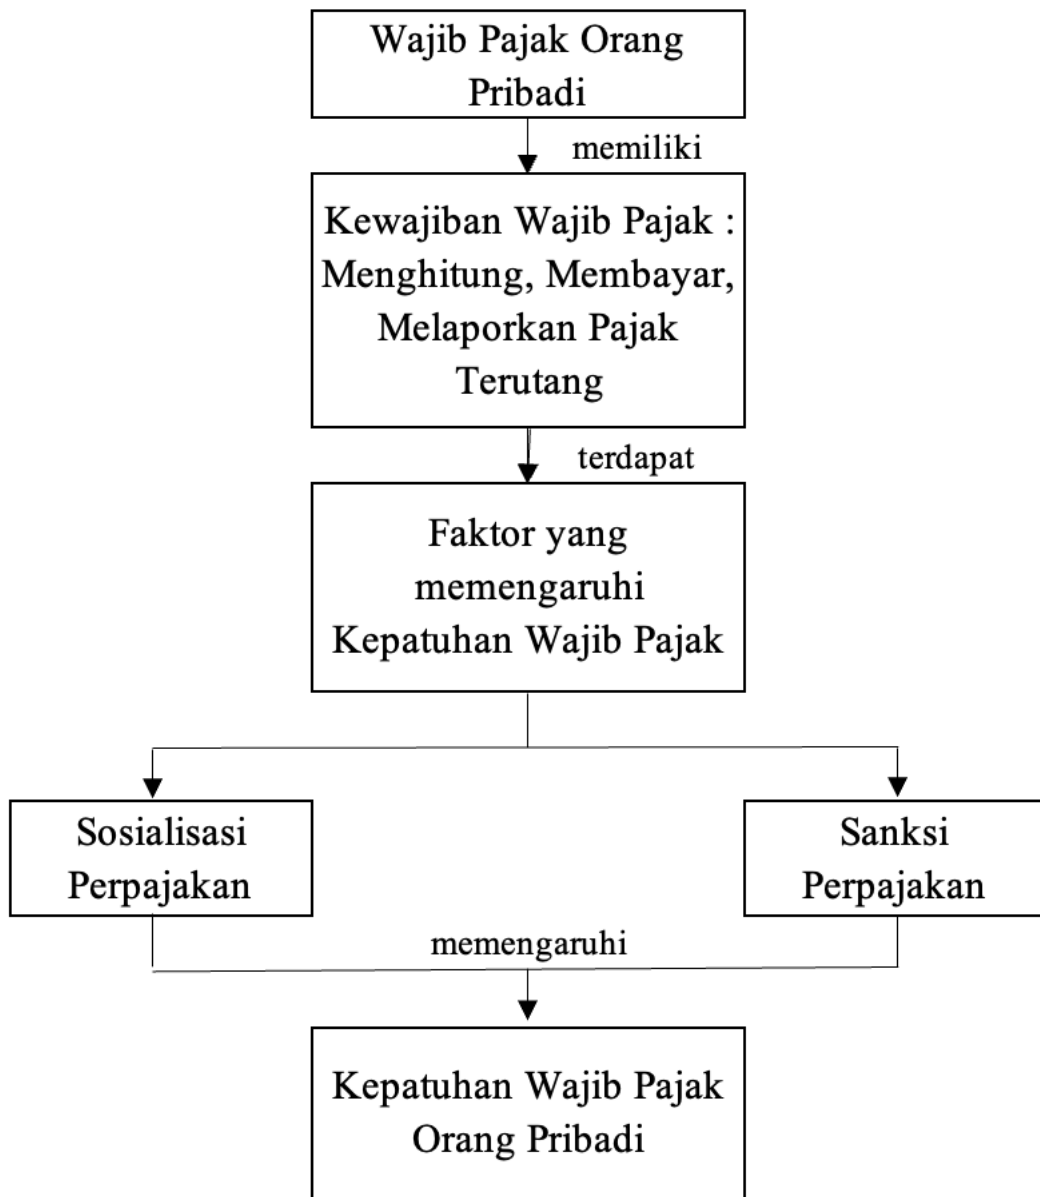 Wajib Pajak Orang
Pribadi
memiliki
Kewajiban Wajib Pajak :
Menghitung, Membayar,
Melaporkan Pajak
Terutang
terdapat
Faktor yang
memengaruhi
Kepatuhan Wajib Pajak
Sosialisasi
Perpajakan
Sanksi
Perpajakan
memengaruhi
Kepatuhan Wajib Pajak
Orang Pribadi